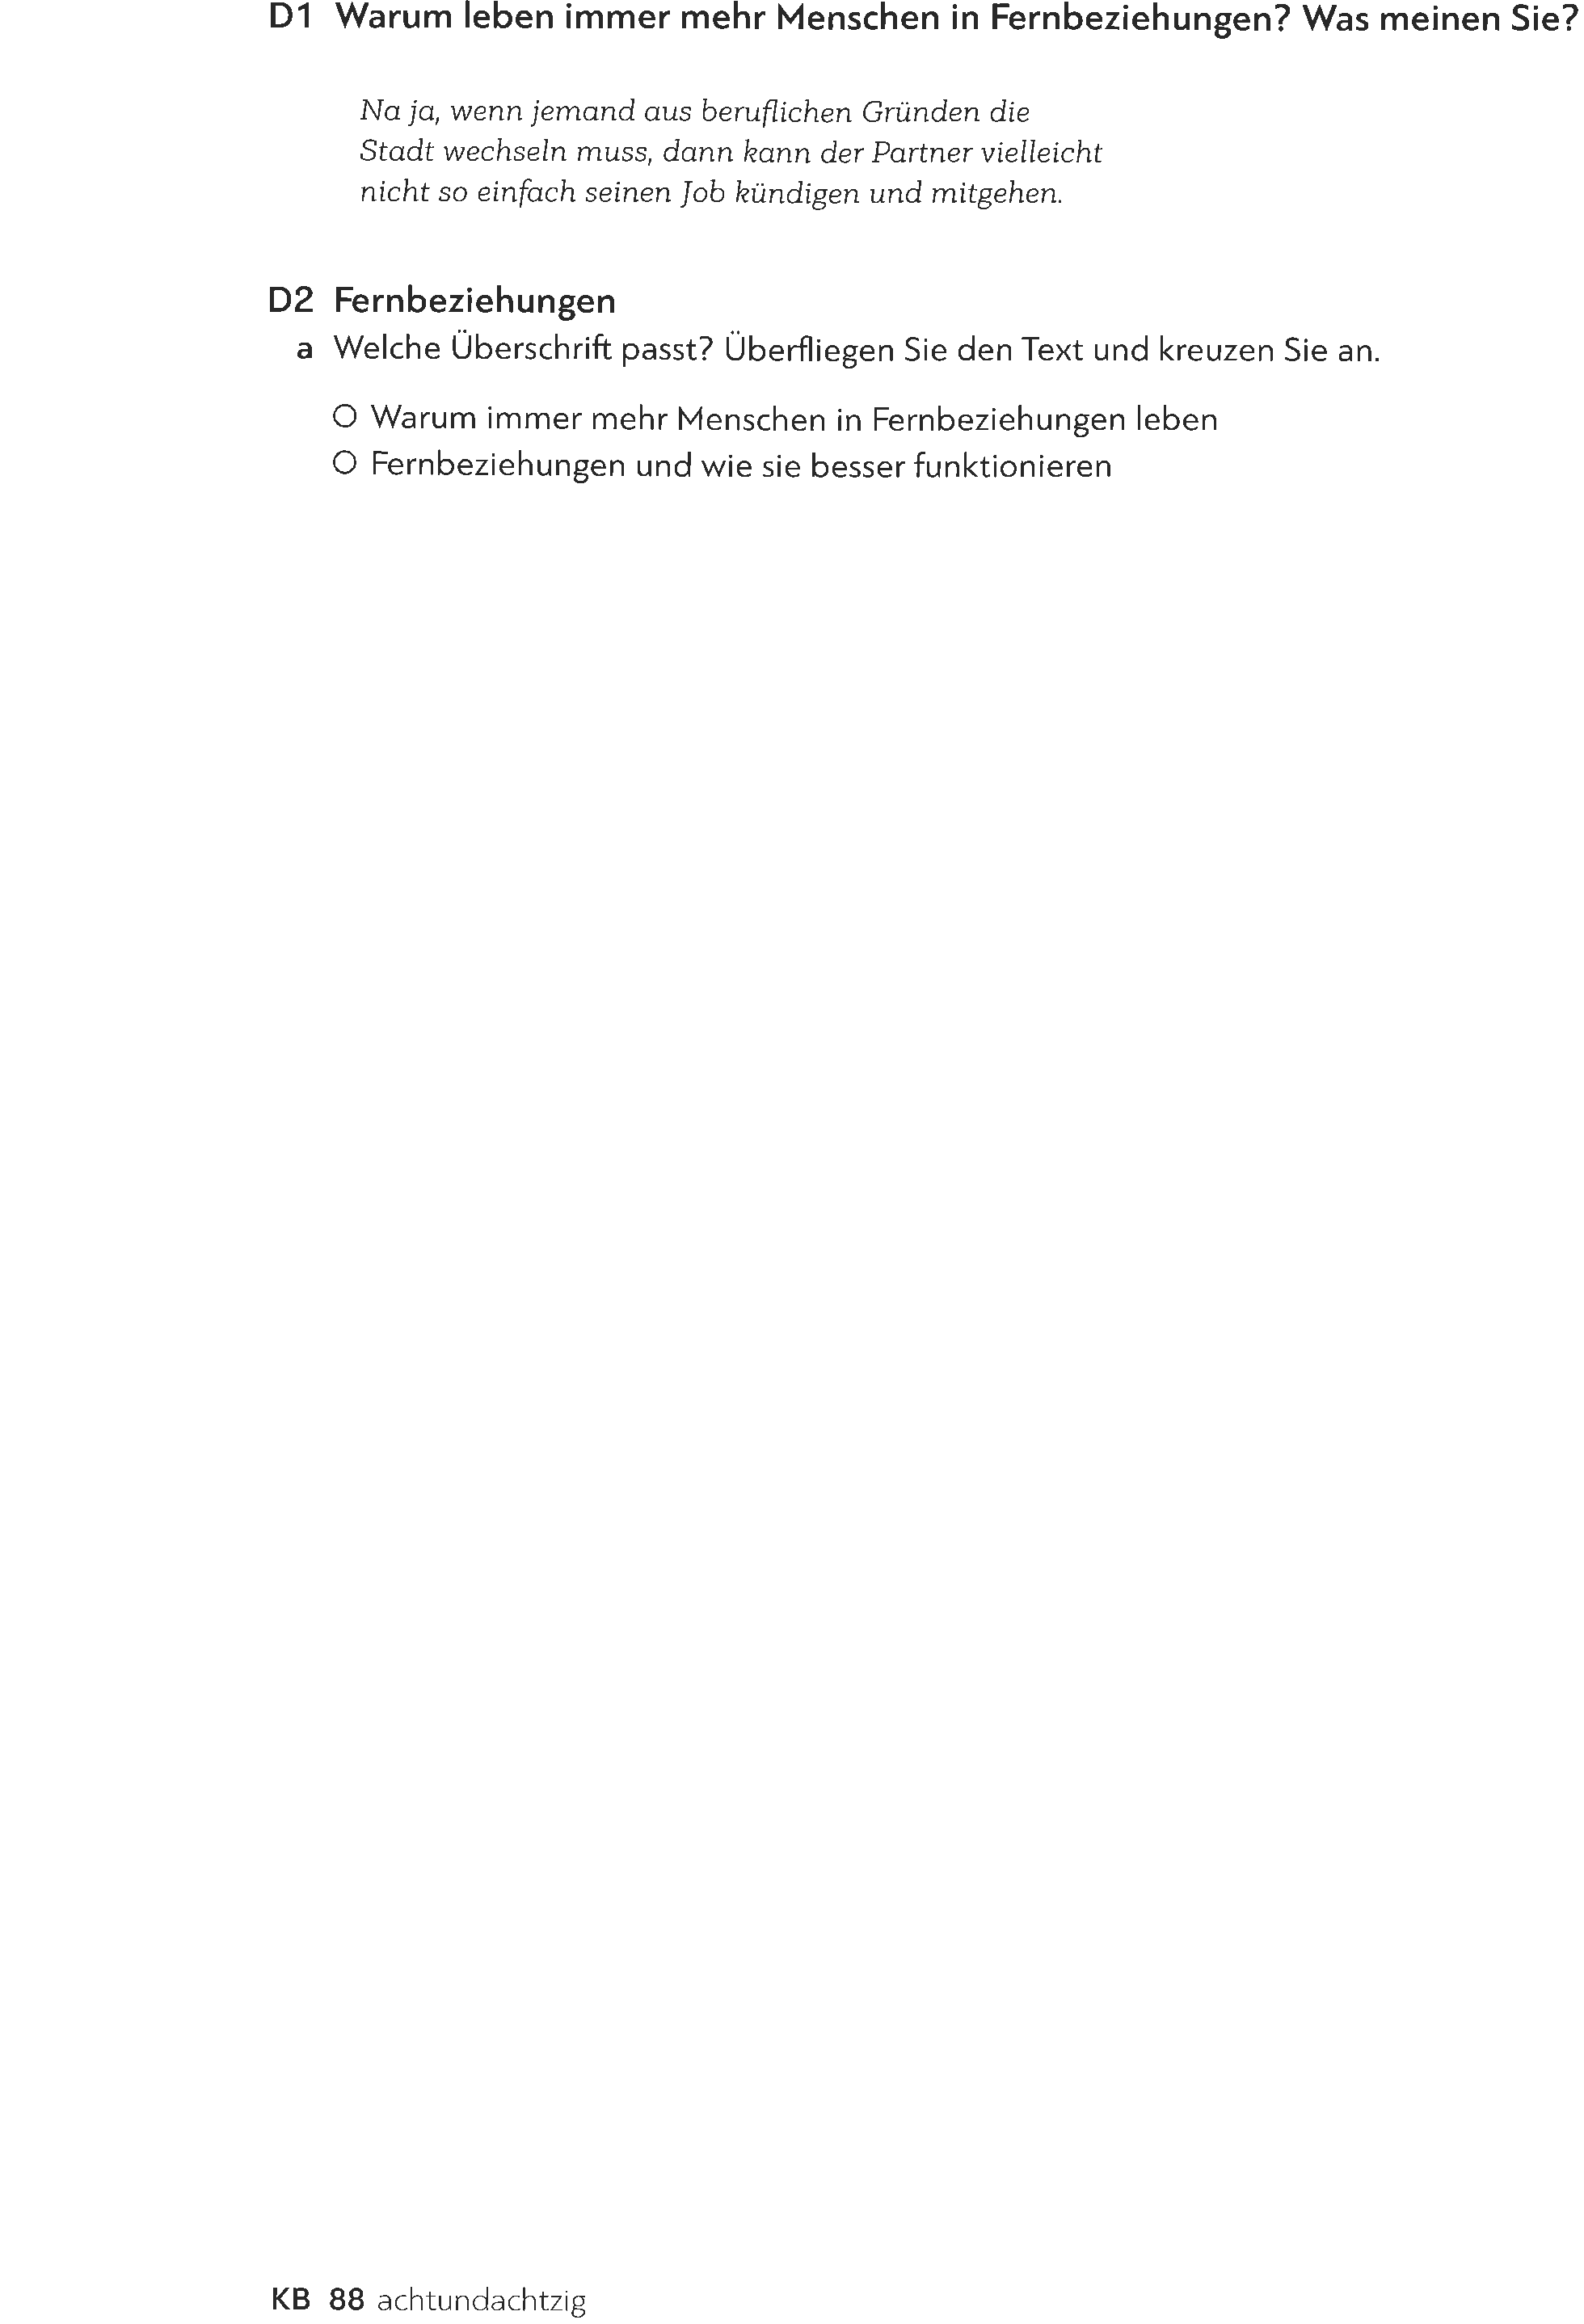 D1 Warum leben immer mehr Menschen in Fernbeziehungen? Was meinen Sie?
Na ja, wenn jemand aus beruflichen Gründen die
Stadt wechseln muss, dann kann der Partner vielleicht
nicht so einfach seinen Job kündigen und mitgehen.
D2 Fernbeziehungen
a Welche Überschrift passt? Überfliegen Sie den Text und kreuzen Sie an.
○ Warum immer mehr Menschen in Fernbeziehungen leben
○ Fernbeziehungen und wie sie besser funktionieren
KB 88 achtundachtzig